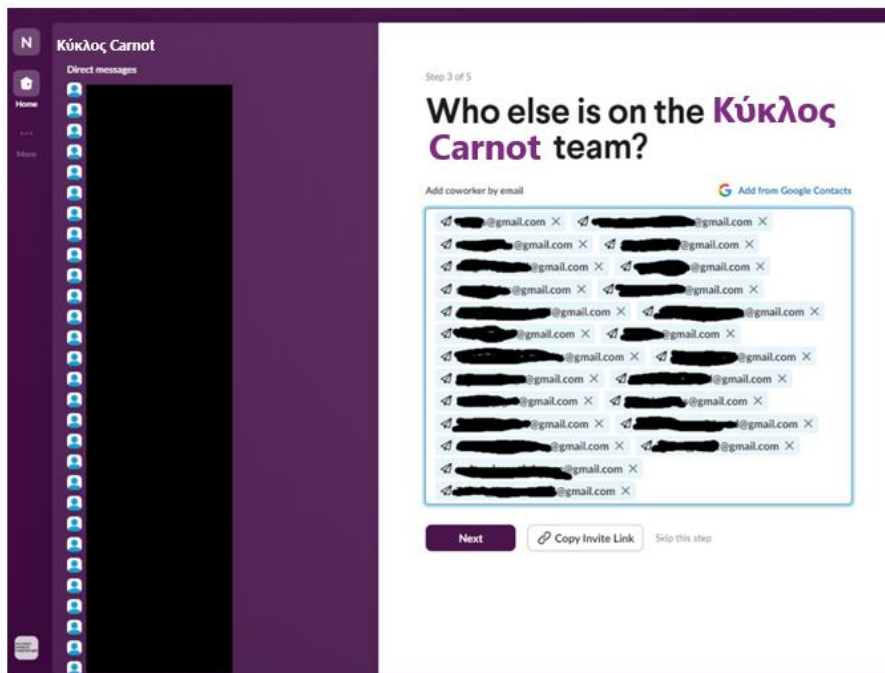 N
Κύκλος Carnot
Direct messages
Home
More
Step 3 of 5
Who else is on the Κύκλος
Carnot team?
Add coworker by email
G Add from Google Contacts
@gmail.com × @gmail.com ×
@gmail.com × @gmail.com ×
@gmail.com × @gmail.com ×
@gmail.com × @gmail.com ×
@gmail.com × @gmail.com ×
@gmail.com × @gmail.com ×
@gmail.com × @gmail.com ×
@gmail.com × @gmail.com ×
@gmail.com × @gmail.com ×
@gmail.com × @gmail.com ×
@gmail.com × @gmail.com ×
@gmail.com ×
@gmail.com ×
Next
Copy Invite Link
Skip this step